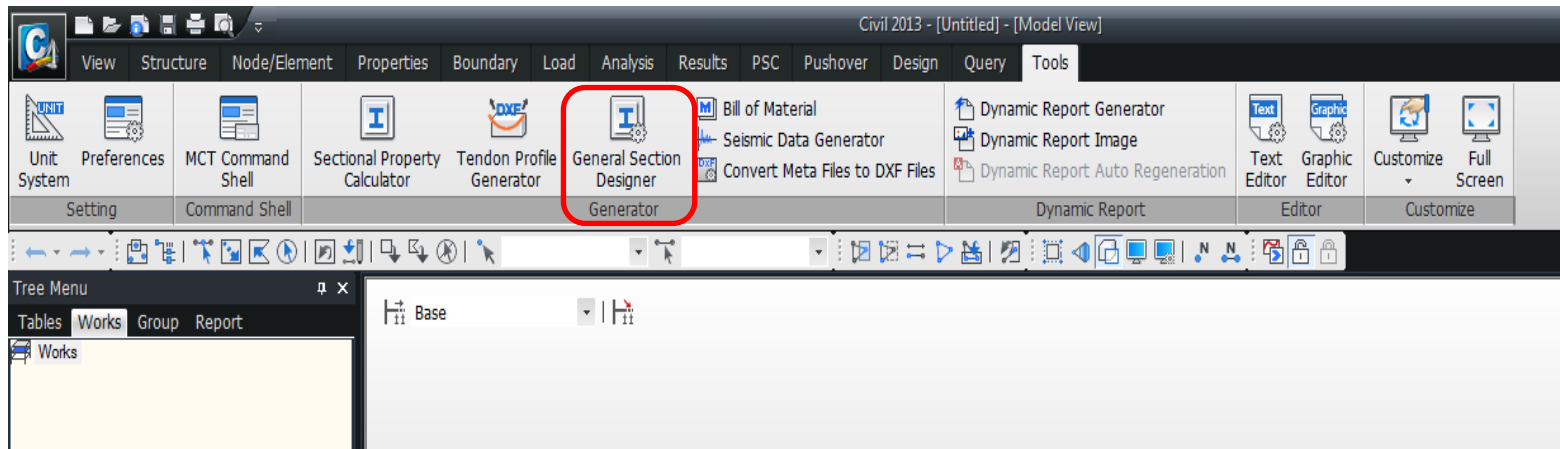 Civil 2013 - [Untitled] - [Model View]
View Structure Node/Element Properties Boundary Load Analysis Results PSC Pushover Design Query Tools
UNIT DXF M Bill of Material Dynamic Report Generator Text Graphic
Seismic Data Generator Dynamic Report Image
Unit Preferences MCT Command Sectional Property Tendon Profile General Section DXF Convert Meta Files to DXF Files Dynamic Report Auto Regeneration Text Graphic Customize Full
System Shell Calculator Generator Designer Editor Editor Screen
Setting Command Shell Generator Dynamic Report Editor Customize
N N
Tree Menu
Tables Works Group Report
Base
Works